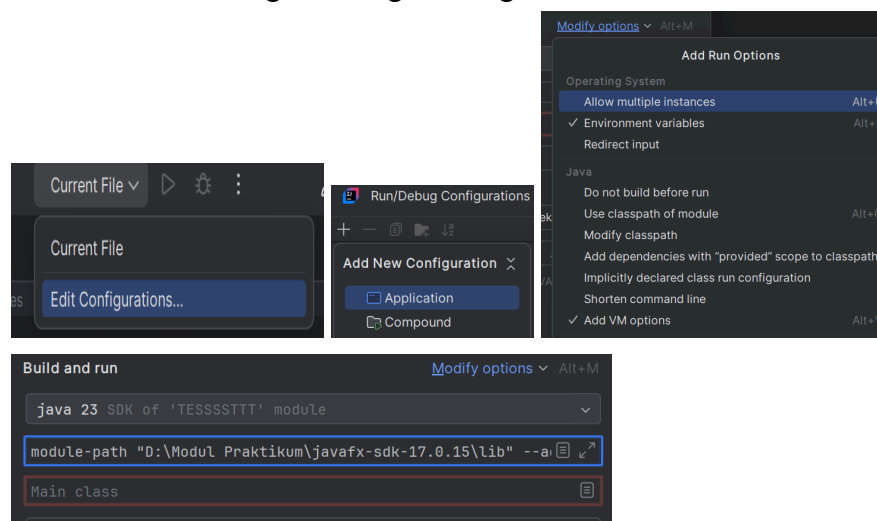 Modify options Alt+M
Add Run Options
Operating System
Allow multiple instances
Environment variables
Redirect input
Java
Do not build before run
Use classpath of module
Modify classpath
Add dependencies with "provided" scope to classpath
Implicitly declared class run configuration
Shorten command line
Add VM options
Current File
Current File
Edit Configurations...
Run/Debug Configurations
Add New Configuration
Application
Compound
Build and run Modify options Alt+M
java 23 SDK of 'TESSSSTTT' module
module-path "D:\Modul Praktikum\javafx-sdk-17.0.15\lib"
Main class